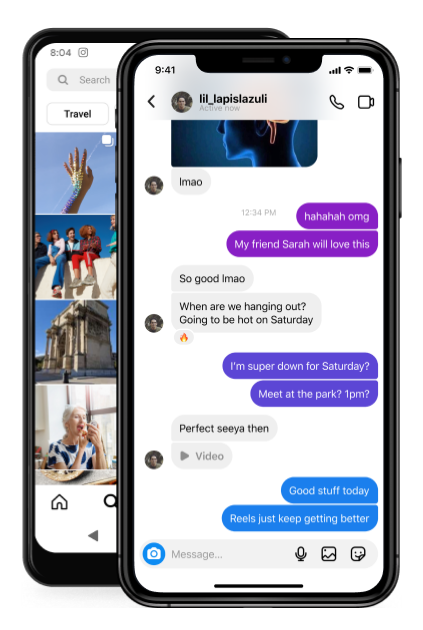 8:04
Search
Travel
9:41
lil_lapislazuli
Active now
lmao
12:34 PM
hahahah omg
My friend Sarah will love this
So good lmao
When are we hanging out?
Going to be hot on Saturday
I'm super down for Saturday?
Meet at the park? 1pm?
Perfect seeya then
Video
Good stuff today
Reels just keep getting better
Message...